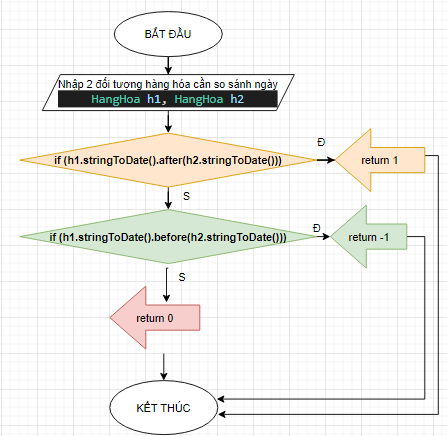 BẮT ĐẦU
Nhập 2 đối tượng hàng hóa cần so sánh ngày
HangHoa h1, HangHoa h2
if (h1.stringToDate().after(h2.stringToDate()))
Đ
return 1
S
if (h1.stringToDate().before(h2.stringToDate()))
Đ
return -1
S
return 0
KẾT THÚC